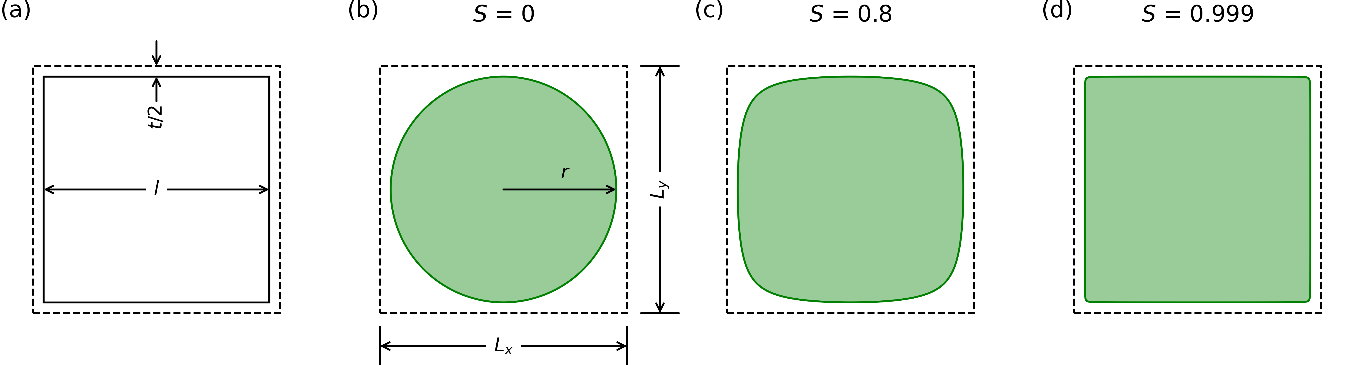 (a)
t/2
l
(b)
S = 0
r
L_y
L_x
(c)
S = 0.8
(d)
S = 0.999